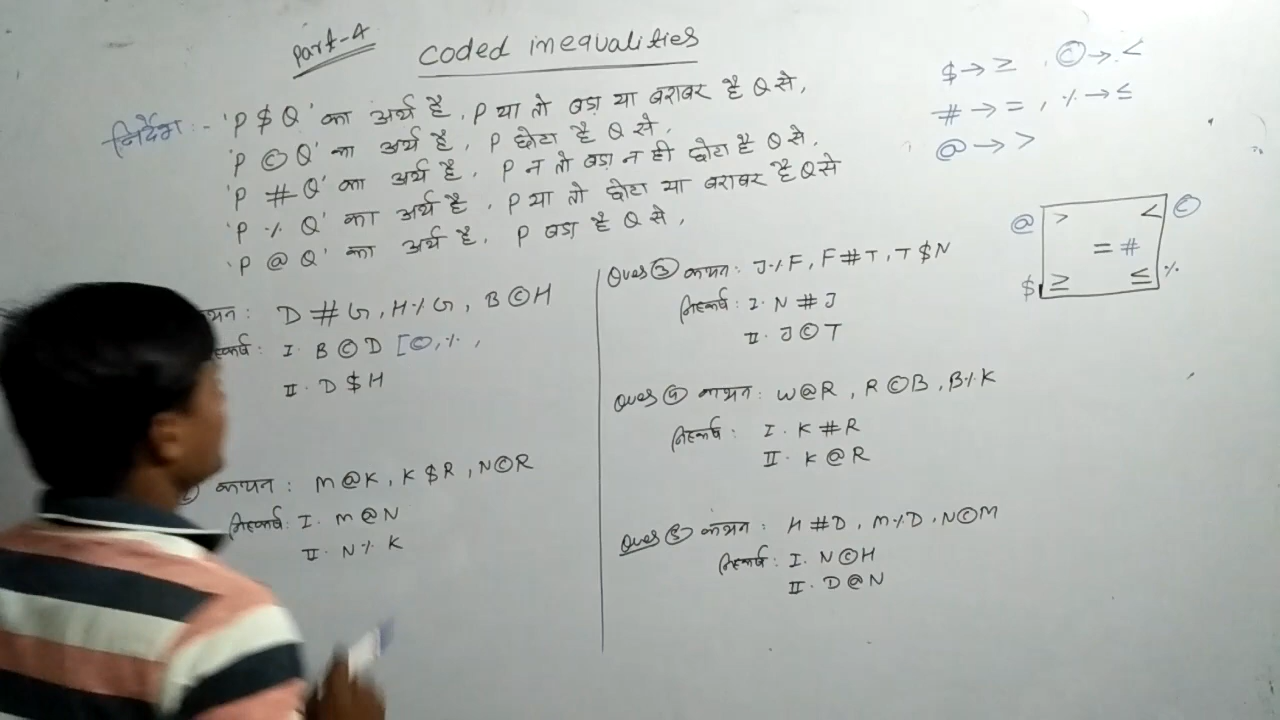 Part-4
Coded inequalities
निर्देश :- 'P $ Q' का अर्थ है, P या तो बड़ा या बराबर है Q से,
'P © Q' का अर्थ है, P छोटा है Q से,
'P # Q' का अर्थ है, P न तो बड़ा न ही छोटा है Q से,
'P % Q' का अर्थ है, P या तो छोटा या बराबर है Q से
'P @ Q' का अर्थ है, P बड़ा है Q से,
$ → ≥ , © → <
# → = , % → ≤
@ → >
@ > < ©
= #
$ ≥ ≤ %
D # G, H % G, B © H
I. B © D [©, %,
II. D $ H
कथन : M @ K, K $ R, N © R
निष्कर्ष : I. M @ N
II. N % K
Ques ③ कथन : J % F, F # T, T $ N
निष्कर्ष : I. N # J
II. J © T
Ques ④ कथन : W @ R, R © B, B % K
निष्कर्ष : I. K # R
II. K @ R
Ques ⑤ कथन : H # D, M % D, N © M
निष्कर्ष : I. N © H
II. D @ N